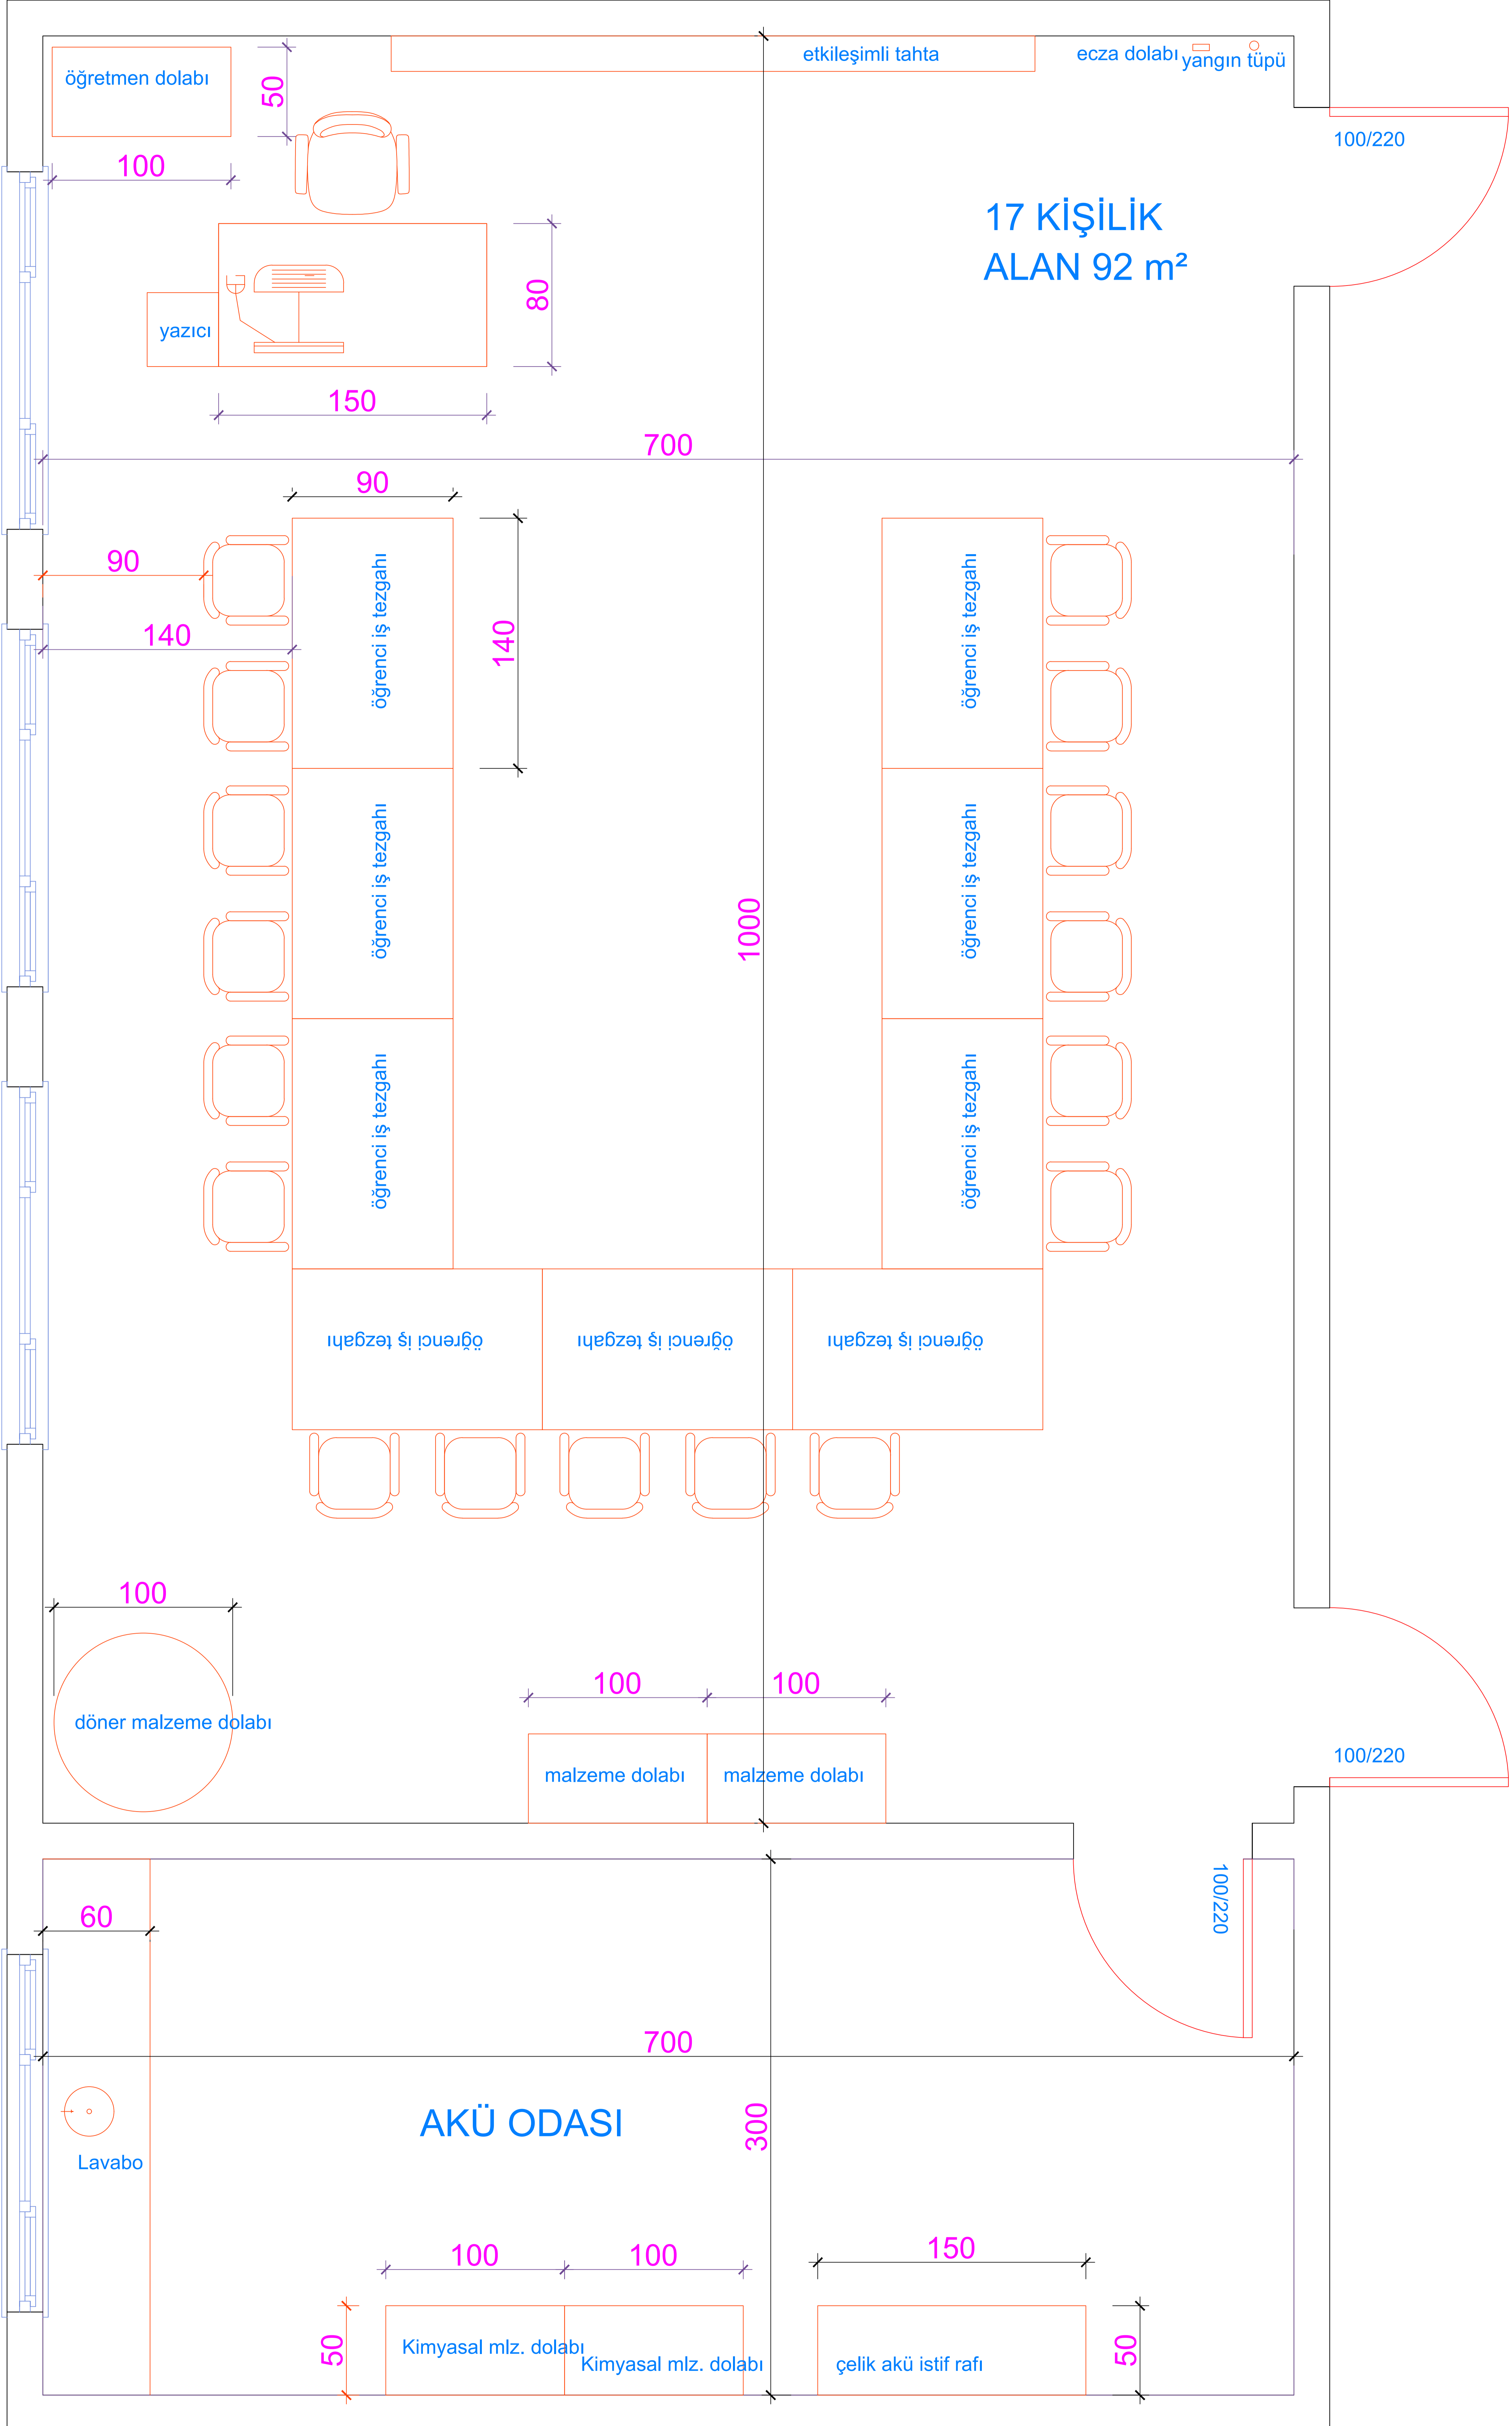 etkileşimli tahta
ecza dolabı
yangın tüpü
öğretmen dolabı
50
100/220
100
17 KİŞİLİK
ALAN 92 m²
80
yazıcı
150
700
90
90
140
140
öğrenci iş tezgahı
öğrenci iş tezgahı
öğrenci iş tezgahı
öğrenci iş tezgahı
1000
öğrenci iş tezgahı
öğrenci iş tezgahı
öğrenci iş tezgahı
öğrenci iş tezgahı
öğrenci iş tezgahı
100
100
100
döner malzeme dolabı
malzeme dolabı
malzeme dolabı
100/220
100/220
60
700
AKÜ ODASI
300
Lavabo
100
100
150
50
Kimyasal mlz. dolabı
Kimyasal mlz. dolabı
çelik akü istif rafı
50